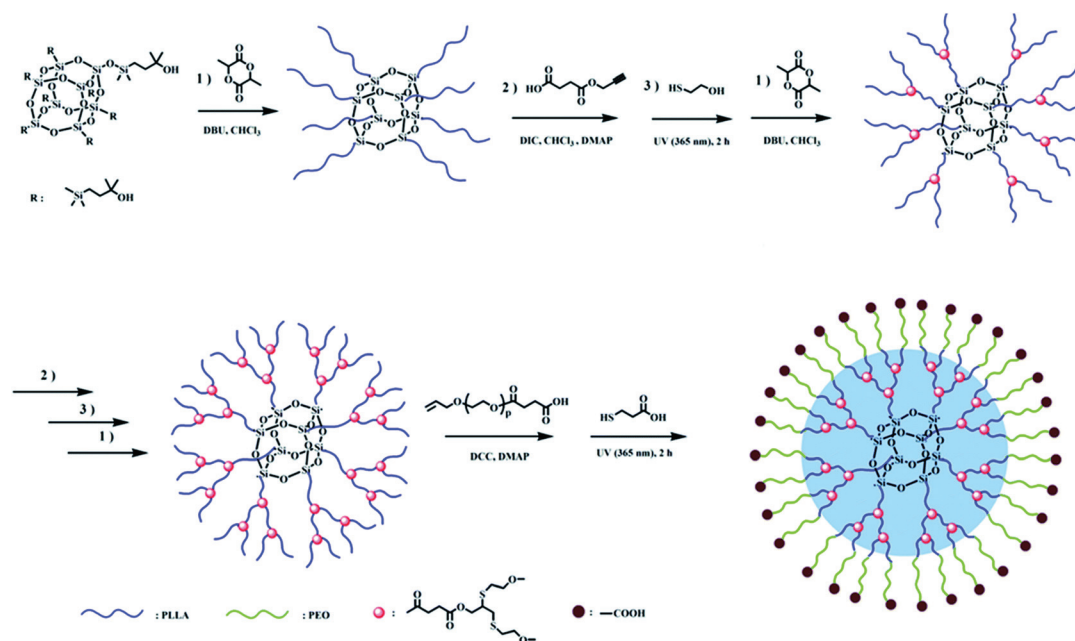 R
R
R
R
R
R
R
O
Si
OH
1 )
DBU, CHCl3
R :
Si
OH
2 )
HO
O
O
O
DIC, CHCl3 , DMAP
3 )
HS
OH
UV (365 nm), 2 h
1 )
DBU, CHCl3
2 )
3 )
1 )
O
O
p
O
O
OH
DCC, DMAP
HS
O
OH
UV (365 nm), 2 h
: PLLA
: PEO
:
O
O
O
S
O
S
O
: —COOH